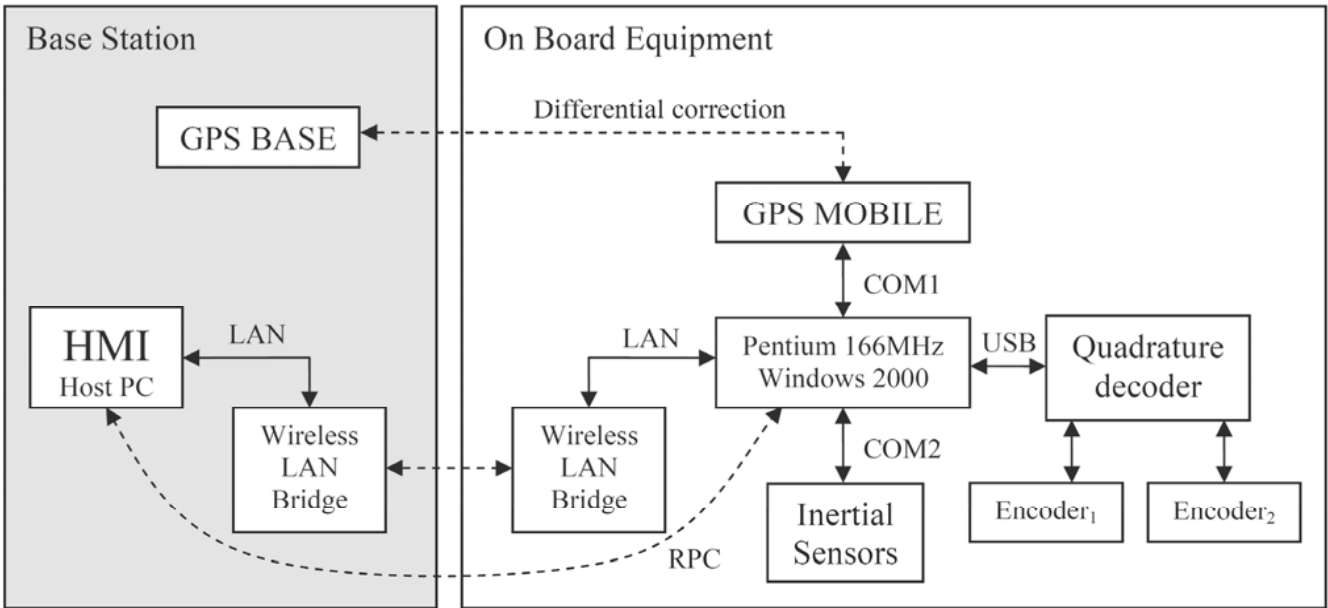 Base Station
On Board Equipment
Differential correction
GPS BASE
GPS MOBILE
COM1
HMI
Host PC
LAN
LAN
Pentium 166MHz
Windows 2000
USB
Quadrature
decoder
Wireless
LAN
Bridge
Wireless
LAN
Bridge
COM2
Inertial
Sensors
Encoder₁
Encoder₂
RPC